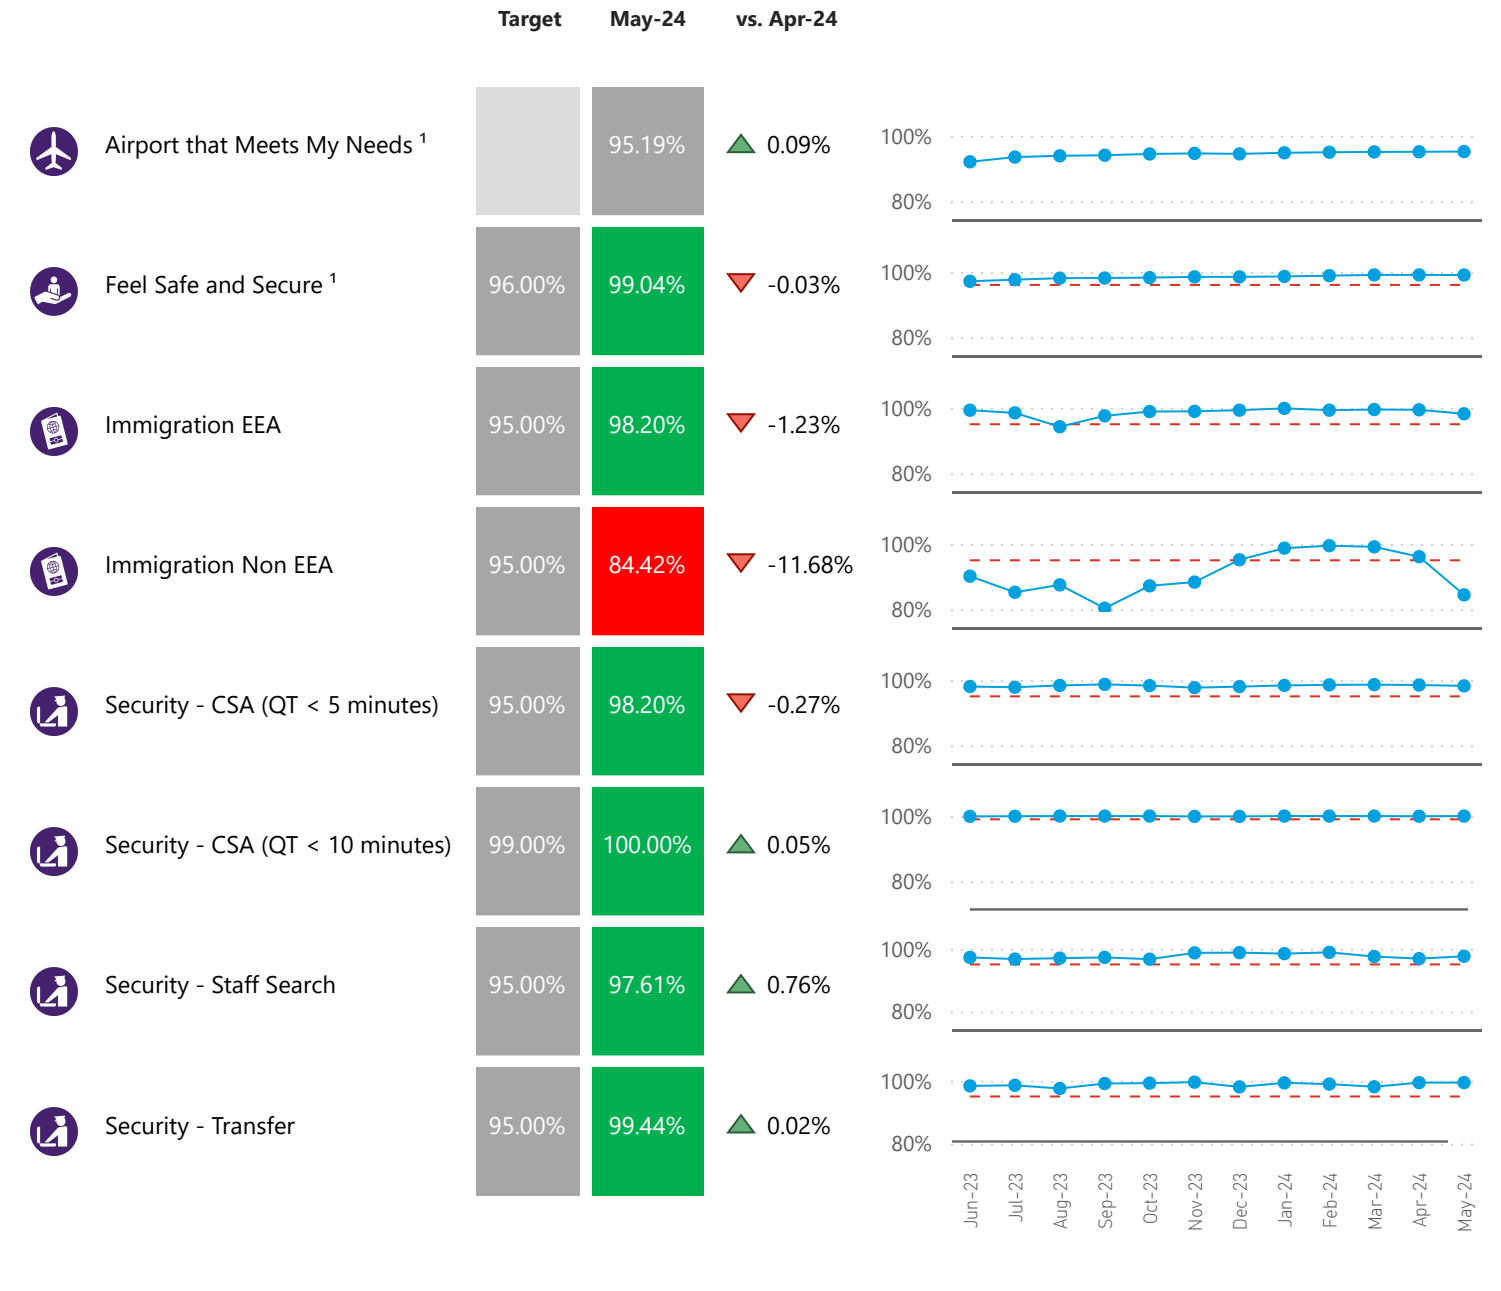 Target May-24 vs. Apr-24
Airport that Meets My Needs ¹ 95.19% 0.09%
100%
80%
Feel Safe and Secure ¹ 96.00% 99.04% -0.03%
100%
80%
Immigration EEA 95.00% 98.20% -1.23%
100%
80%
Immigration Non EEA 95.00% 84.42% -11.68%
100%
80%
Security - CSA (QT < 5 minutes) 95.00% 98.20% -0.27%
100%
80%
Security - CSA (QT < 10 minutes) 99.00% 100.00% 0.05%
100%
80%
Security - Staff Search 95.00% 97.61% 0.76%
100%
80%
Security - Transfer 95.00% 99.44% 0.02%
100%
80%
Jun-23
Jul-23
Aug-23
Sep-23
Oct-23
Nov-23
Dec-23
Jan-24
Feb-24
Mar-24
Apr-24
May-24